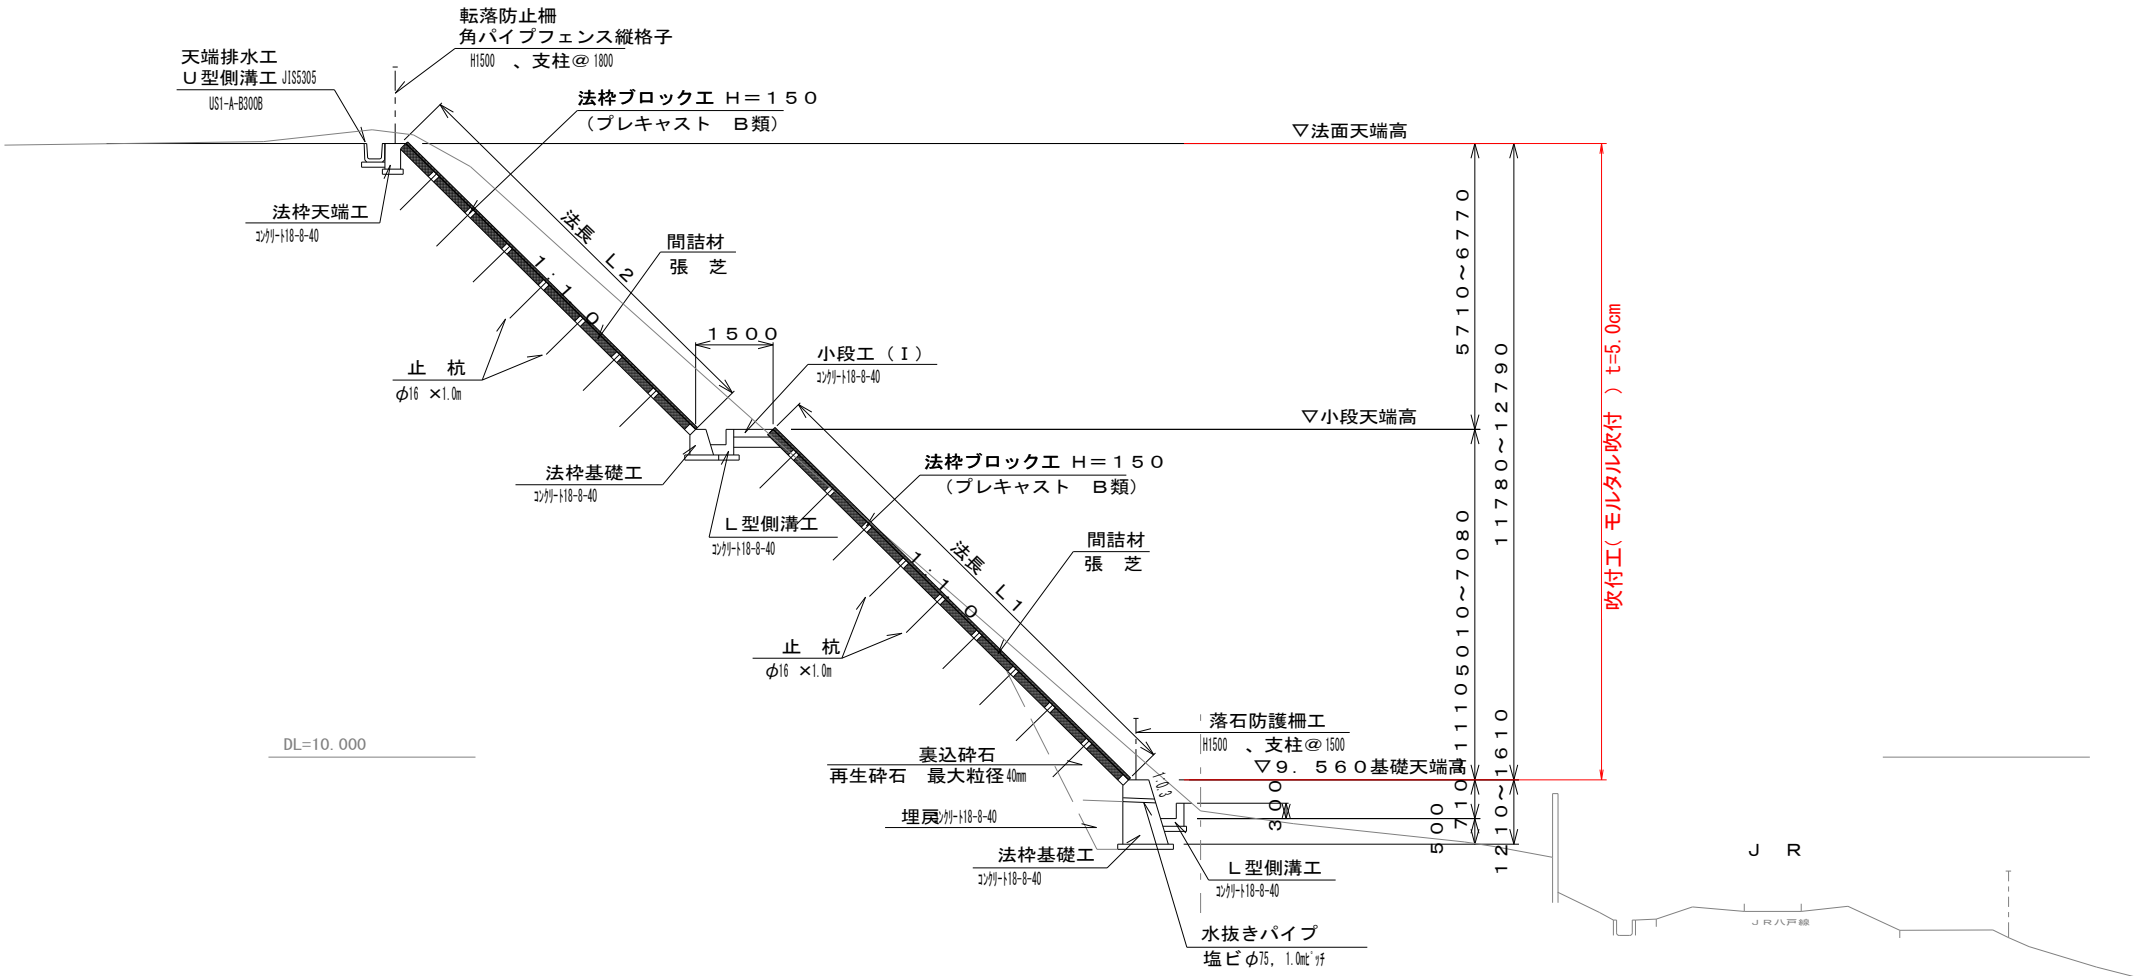 転落防止柵
角パイプフェンス縦格子
H1500 、支柱@1800
天端排水工
U型側溝工 JIS5305
US1-A-B300B
法枠ブロック工 H=150
(プレキャスト B類)
▽法面天端高
法枠天端工
コンクリート18-8-40
法長 L2
間詰材
張 芝
1:1.0
5710~6770
11780~12790
吹付工(モルタル吹付 ) t=5.0cm
1500
小段工(I)
コンクリート18-8-40
止 杭
φ16 ×1.0m
▽小段天端高
法枠基礎工
コンクリート18-8-40
法枠ブロック工 H=150
(プレキャスト B類)
L型側溝工
コンクリート18-8-40
法長 L1
間詰材
張 芝
1:1.0
5010~7080
止 杭
φ16 ×1.0m
DL=10.000
落石防護柵工
H1500 、支柱@1500
▽9.560基礎天端高
裏込砕石
再生砕石 最大粒径40mm
1:0.3
埋戻コンクリート18-8-40
300
500
1210~1610
法枠基礎工
コンクリート18-8-40
L型側溝工
コンクリート18-8-40
水抜きパイプ
塩ビφ75, 1.0mピッチ
J R
JR八戸線